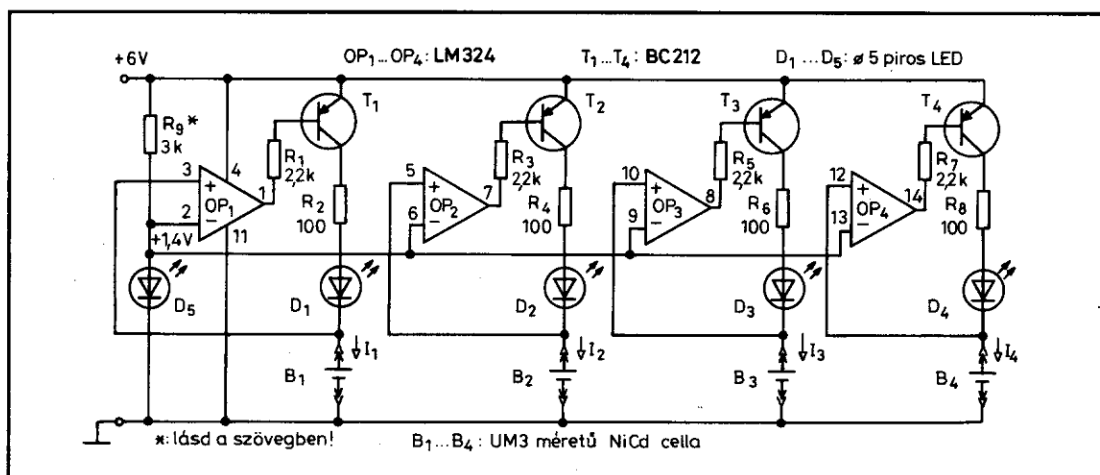 +6V
OP1...OP4: LM324
T1...T4: BC212
D1...D5: ø 5 piros LED
T1
T2
T3
T4
R9*
3k
3
4
+
OP1
1
2
−
11
+1,4V
R1
2,2k
R2
100
5
+
OP2
7
6
−
R3
2,2k
R4
100
10
+
OP3
8
9
−
R5
2,2k
R6
100
12
+
OP4
14
13
−
R7
2,2k
R8
100
D5
D1
D2
D3
D4
I1
I2
I3
I4
B1
B2
B3
B4
*: lásd a szövegben!
B1...B4: UM3 méretű NiCd cella